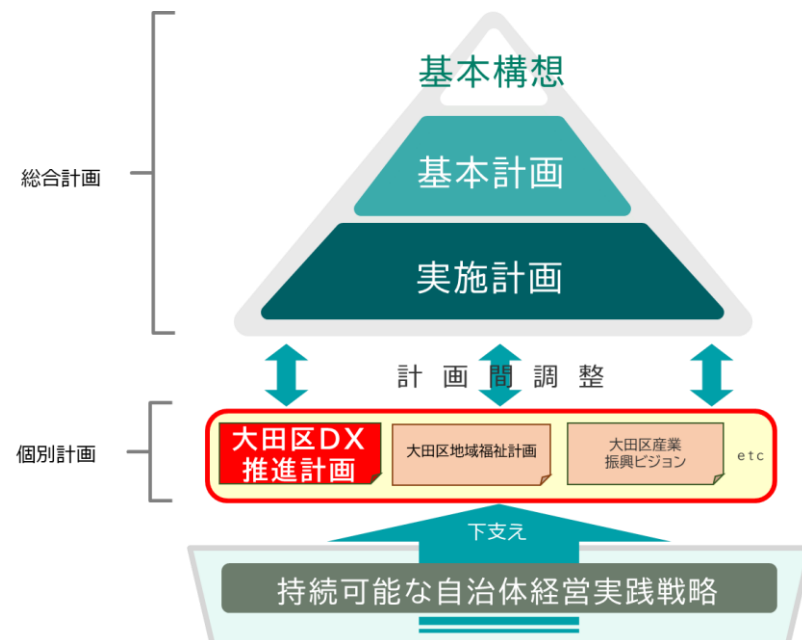 基本構想
基本計画
実施計画
総合計画
計画間調整
個別計画
大田区DX
推進計画
大田区地域福祉計画
大田区産業
振興ビジョン
etc
下支え
持続可能な自治体経営実践戦略